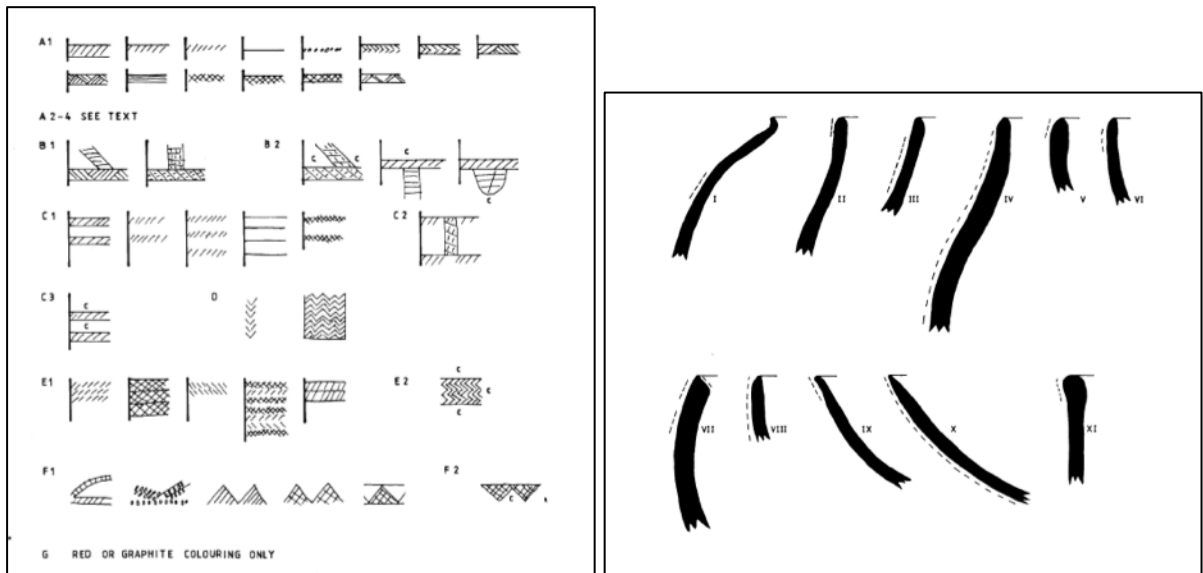 A1
A2-4 SEE TEXT
B1 B2
C C C
C
C1 C2
C3 D
C
C
E1 E2
C
C
C
F1 F2
C
G RED OR GRAPHITE COLOURING ONLY
I II III IV V VI
VII VIII IX X XI